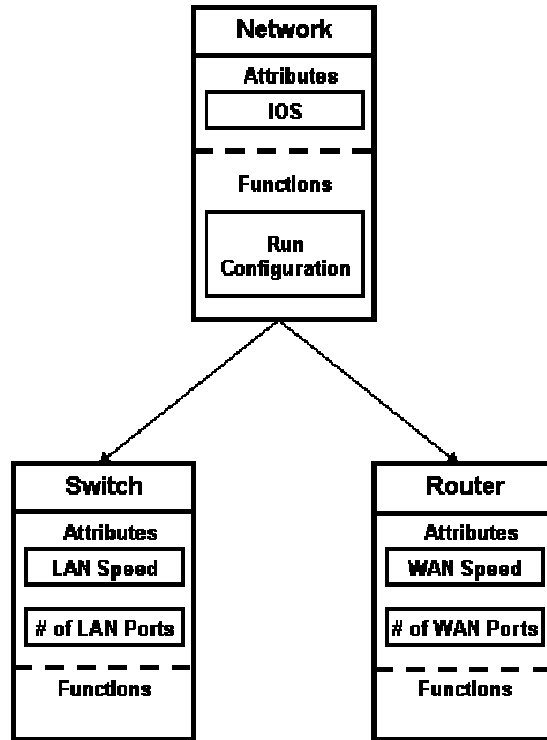 Network
Attributes
IOS
Functions
Run
Configuration
Switch
Attributes
LAN Speed
# of LAN Ports
Functions
Router
Attributes
WAN Speed
# of WAN Ports
Functions